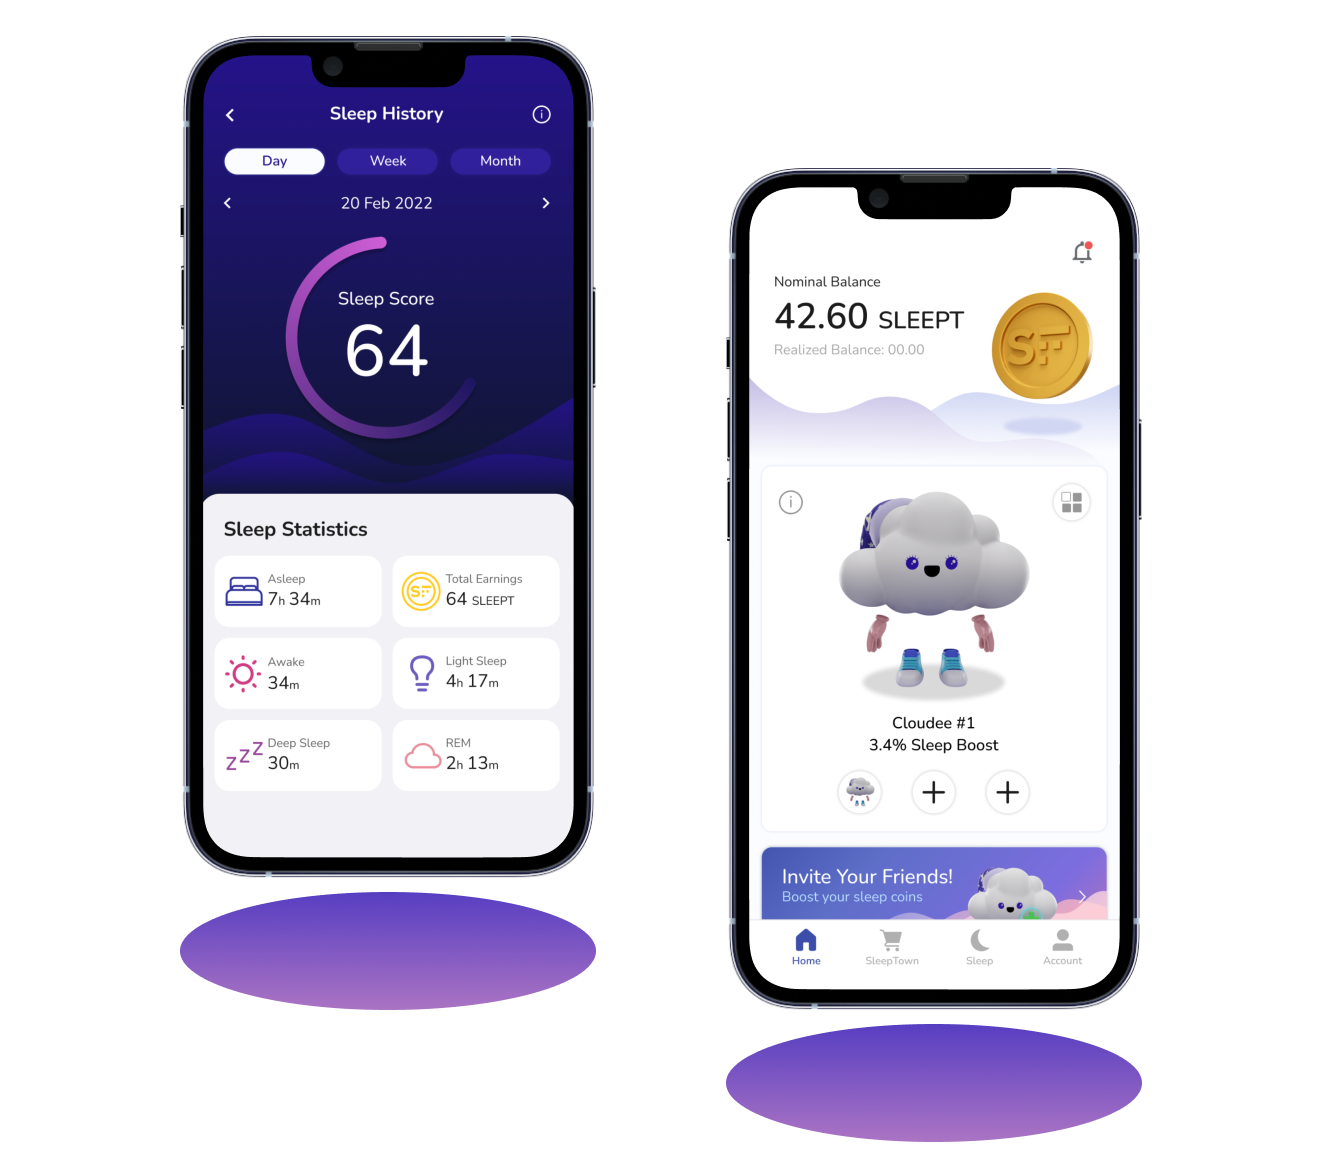 Sleep History
Day
Week
Month
20 Feb 2022
Sleep Score
64
Sleep Statistics
Asleep
7h 34m
Total Earnings
64 SLEEPT
Awake
34m
Light Sleep
4h 17m
zzz
Deep Sleep
30m
REM
2h 13m
Nominal Balance
42.60 SLEEPT
Realized Balance: 00.00
SF
Cloudee #1
3.4% Sleep Boost
Invite Your Friends!
Boost your sleep coins
Home
SleepTown
Sleep
Account